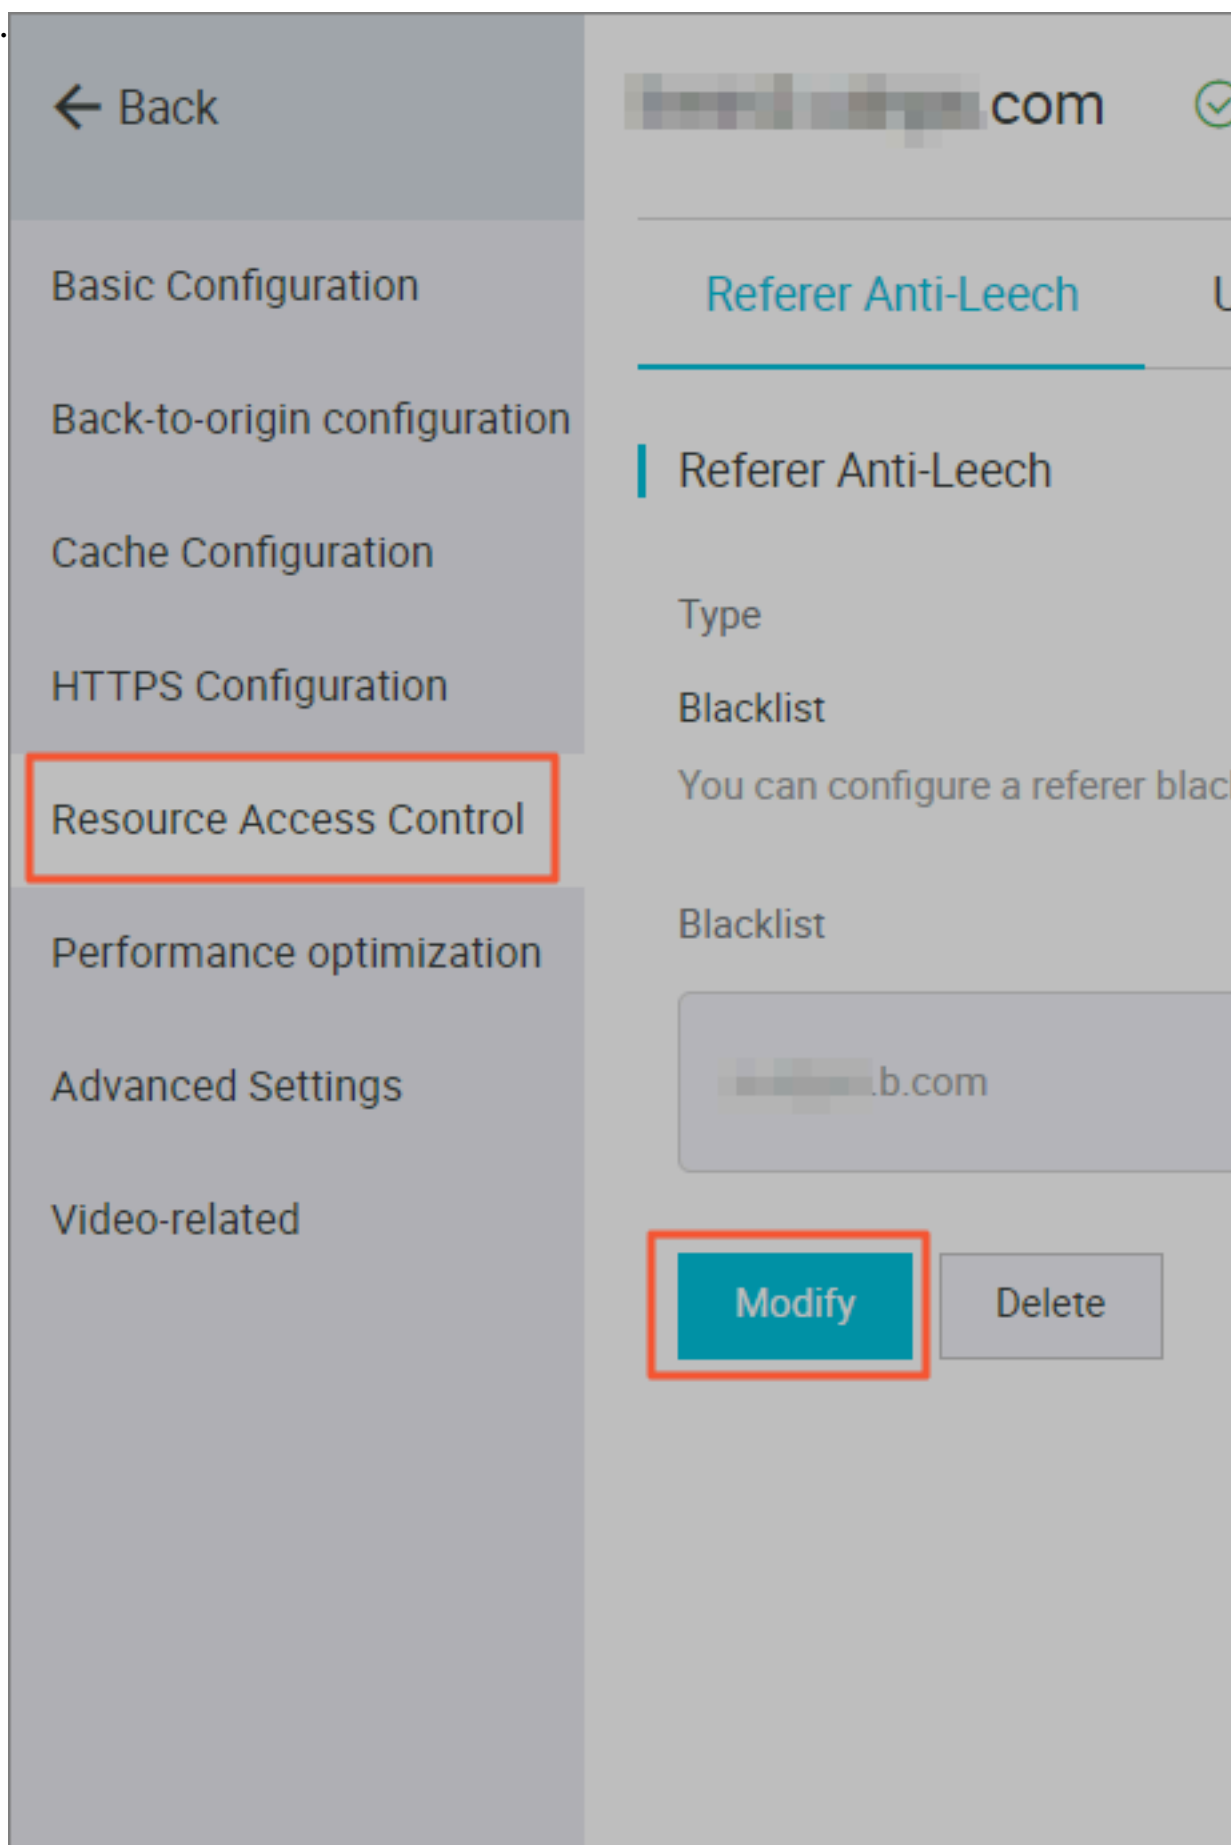 ← Back
Basic Configuration
Back-to-origin configuration
Cache Configuration
HTTPS Configuration
Resource Access Control
Performance optimization
Advanced Settings
Video-related
.com
Referer Anti-Leech
Referer Anti-Leech
Type
Blacklist
You can configure a referer
Blacklist
.b.com
Modify
Delete